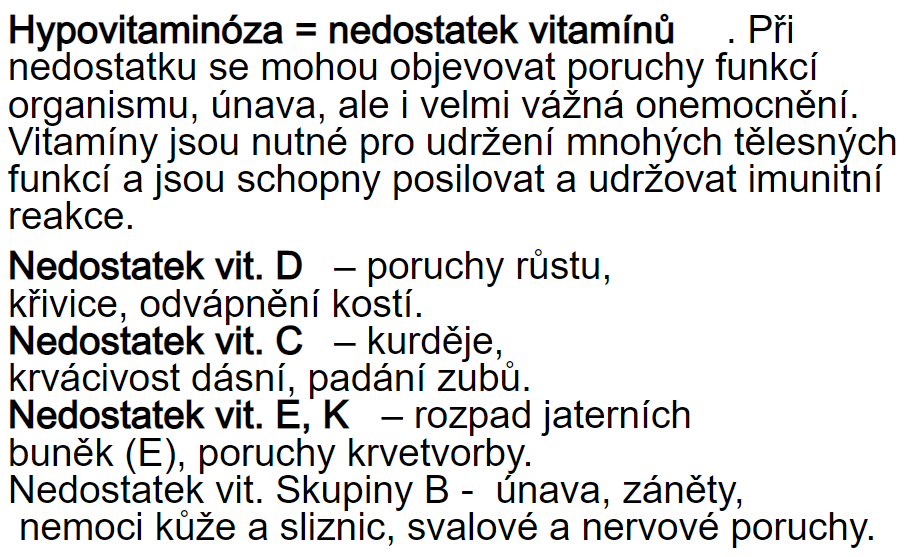 Hypovitaminóza = nedostatek vitamínů . Při
nedostatku se mohou objevovat poruchy funkcí
organismu, únava, ale i velmi vážná onemocnění.
Vitamíny jsou nutné pro udržení mnohých tělesných
funkcí a jsou schopny posilovat a udržovat imunitní
reakce.
Nedostatek vit. D – poruchy růstu,
křivice, odvápnění kostí.
Nedostatek vit. C – kurděje,
krvácivost dásní, padání zubů.
Nedostatek vit. E, K – rozpad jaterních
buněk (E), poruchy krvetvorby.
Nedostatek vit. Skupiny B - únava, záněty,
nemoci kůže a sliznic, svalové a nervové poruchy.